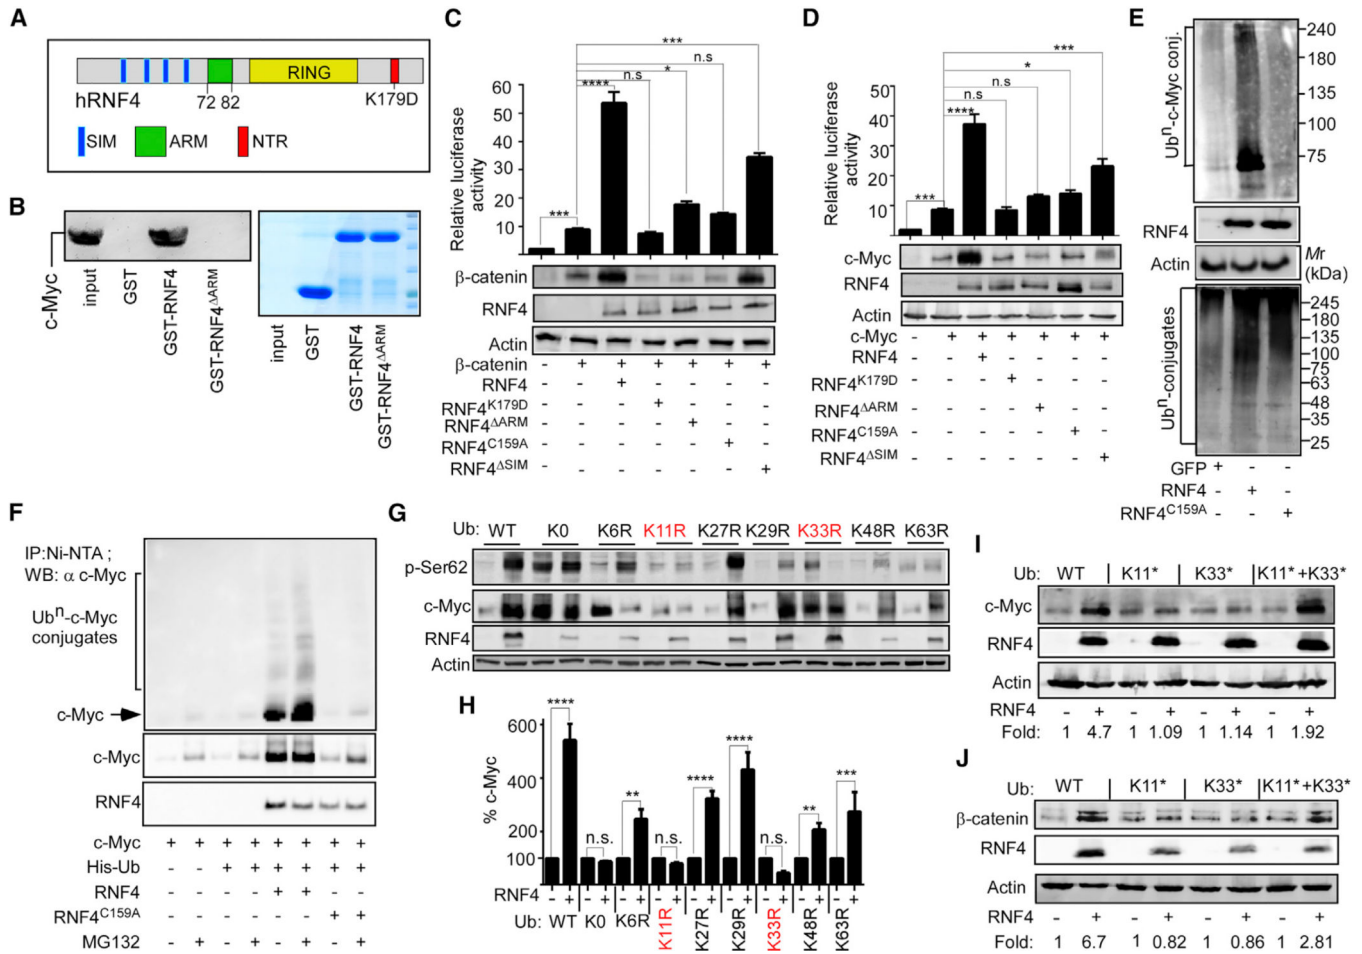 A
RING
hRNF4
72 82
K179D
SIM
ARM
NTR
B
c-Myc
input
GST
GST-RNF4
GST-RNF4ΔARM
input
GST
GST-RNF4
GST-RNF4ΔARM
C
Relative luciferase
activity
60
50
40
30
20
10
***
n.s
*
n.s
****
***
β-catenin
RNF4
Actin
β-catenin - + + + + + +
RNF4 - - + - - - -
RNF4K179D - - - + - - -
RNF4ΔARM - - - - + - -
RNF4C159A - - - - - + -
RNF4ΔSIM - - - - - - +
D
Relative luciferase
activity
50
40
30
20
10
***
*
n.s
n.s
****
***
c-Myc
RNF4
Actin
c-Myc - + + + + + +
RNF4 - - + - - - -
RNF4K179D - - - + - - -
RNF4ΔARM - - - - + - -
RNF4C159A - - - - - + -
RNF4ΔSIM - - - - - - +
E
Ubn-c-Myc conj.
240
180
135
100
75
RNF4
Actin
Mr
(kDa)
Ubn-conjugates
245
180
135
100
75
63
48
35
25
GFP + - -
RNF4 - + -
RNF4C159A - - +
F
IP:Ni-NTA ;
WB: α c-Myc
Ubn-c-Myc
conjugates
c-Myc
c-Myc
RNF4
c-Myc + + + + + + + +
His-Ub - - + + + + + +
RNF4 - - - - + + - -
RNF4C159A - - - - - - + +
MG132 - + - + - + - +
G
Ub: WT K0 K6R K11R K27R K29R K33R K48R K63R
p-Ser62
c-Myc
RNF4
Actin
H
% c-Myc
600
400
200
100
****
n.s.
**
n.s.
****
****
n.s.
**
***
RNF4 - + - + - + - + - + - + - + - + - +
Ub: WT K0 K6R K11R K27R K29R K33R K48R K63R
I
Ub: WT K11* K33* K11*+K33*
c-Myc
RNF4
Actin
RNF4 - + - + - + - +
Fold: 1 4.7 1 1.09 1 1.14 1 1.92
J
Ub: WT K11* K33* K11*+K33*
β-catenin
RNF4
Actin
RNF4 - + - + - + - +
Fold: 1 6.7 1 0.82 1 0.86 1 2.81